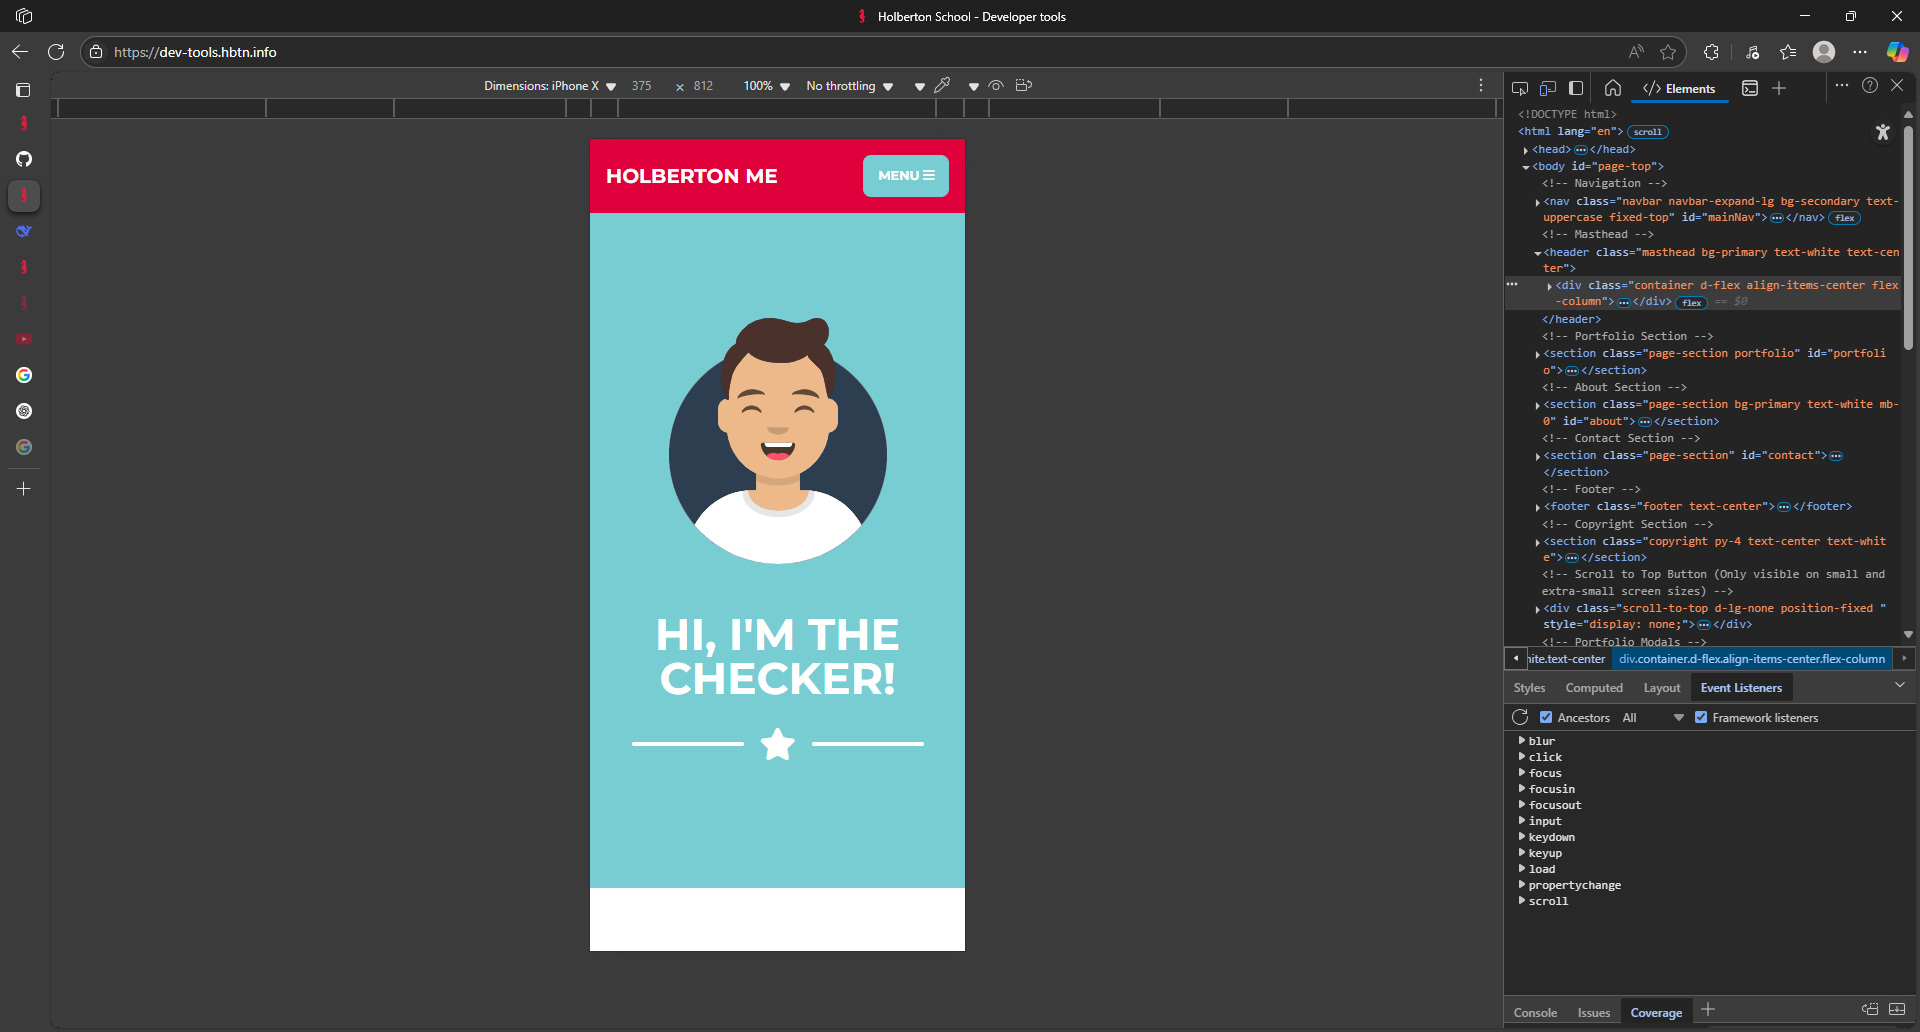 Holberton School - Developer tools
https://dev-tools.hbtn.info
Dimensions: iPhone X 375 × 812 100% No throttling
HOLBERTON ME
MENU
HI, I'M THE
CHECKER!
Elements
<!DOCTYPE html>
<html lang="en"> scroll
<head> </head>
<body id="page-top">
<!-- Navigation -->
<nav class="navbar navbar-expand-lg bg-secondary text-
uppercase fixed-top" id="mainNav"> </nav> flex
<!-- Masthead -->
<header class="masthead bg-primary text-white text-cen
ter">
<div class="container d-flex align-items-center flex
-column"> </div> flex == $0
</header>
<!-- Portfolio Section -->
<section class="page-section portfolio" id="portfoli
o"> </section>
<!-- About Section -->
<section class="page-section bg-primary text-white mb-
0" id="about"> </section>
<!-- Contact Section -->
<section class="page-section" id="contact">
</section>
<!-- Footer -->
<footer class="footer text-center"> </footer>
<!-- Copyright Section -->
<section class="copyright py-4 text-center text-whit
e"> </section>
<!-- Scroll to Top Button (Only visible on small and
extra-small screen sizes) -->
<div class="scroll-to-top d-lg-none position-fixed "
style="display: none;"> </div>
<!-- Portfolio Modals -->
hite.text-center div.container.d-flex.align-items-center.flex-column
Styles Computed Layout Event Listeners
Ancestors All Framework listeners
blur
click
focus
focusin
focusout
input
keydown
keyup
load
propertychange
scroll
Console Issues Coverage